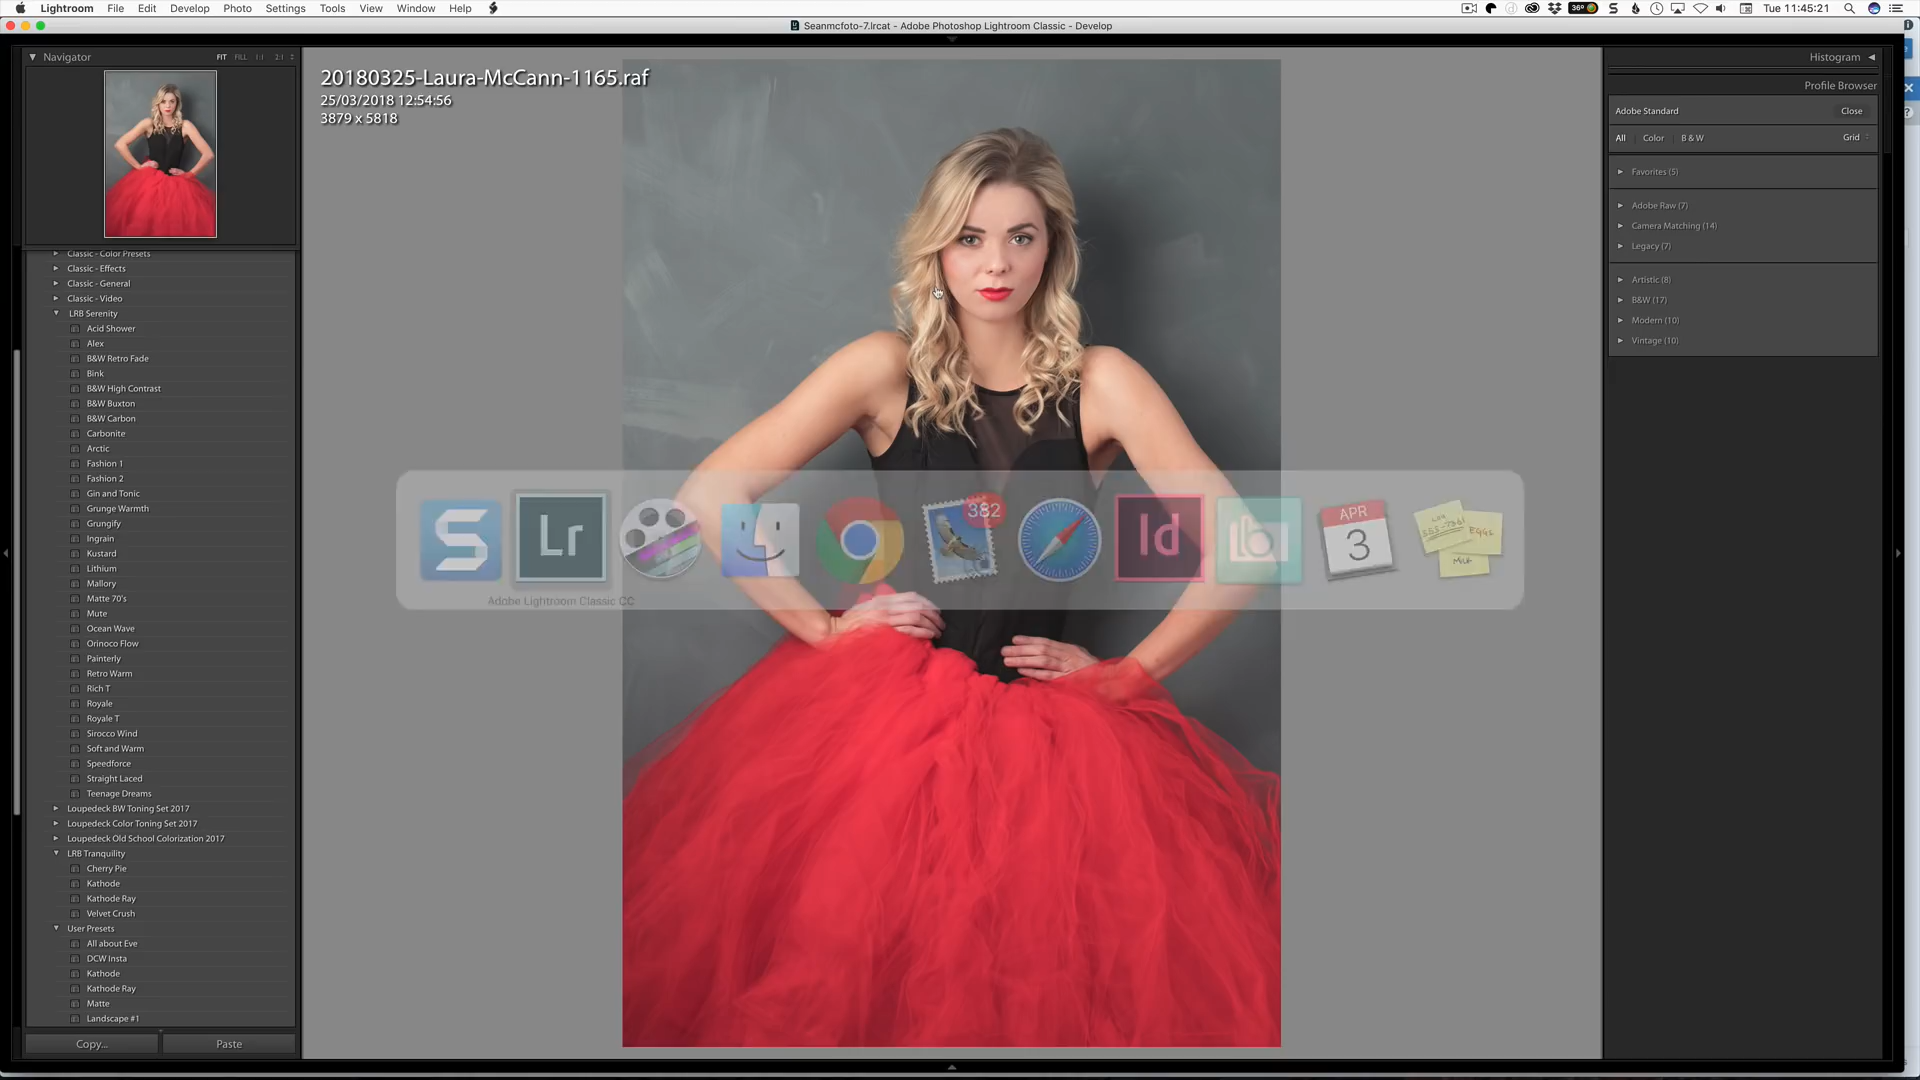 Lightroom File Edit Develop Photo Settings Tools View Window Help
36° Tue 11:45:21
Seanmcfoto-7.lrcat - Adobe Photoshop Lightroom Classic - Develop
Navigator FIT FILL 1:1 2:1
20180325-Laura-McCann-1165.raf
25/03/2018 12:54:56
3879 x 5818
Classic - Color Presets
Classic - Effects
Classic - General
Classic - Video
LRB Serenity
Acid Shower
Alex
B&W Retro Fade
Bink
B&W High Contrast
B&W Buxton
B&W Carbon
Carbonite
Arctic
Fashion 1
Fashion 2
Gin and Tonic
Grunge Warmth
Grungify
Ingrain
Kustard
Lithium
Mallory
Matte 70's
Mute
Ocean Wave
Orinoco Flow
Painterly
Retro Warm
Rich T
Royale
Royale T
Sirocco Wind
Soft and Warm
Speedforce
Straight Laced
Teenage Dreams
Loupedeck BW Toning Set 2017
Loupedeck Color Toning Set 2017
Loupedeck Old School Colorization 2017
LRB Tranquility
Cherry Pie
Kathode
Kathode Ray
Velvet Crush
User Presets
All about Eve
DCW Insta
Kathode
Kathode Ray
Matte
Landscape #1
Copy... Paste
S Lr 382 Id APR
3
EGGS
MILK
Adobe Lightroom Classic CC
Histogram
Profile Browser
Adobe Standard Close
All Color B & W Grid
Favorites (5)
Adobe Raw (7)
Camera Matching (14)
Legacy (7)
Artistic (8)
B&W (17)
Modern (10)
Vintage (10)